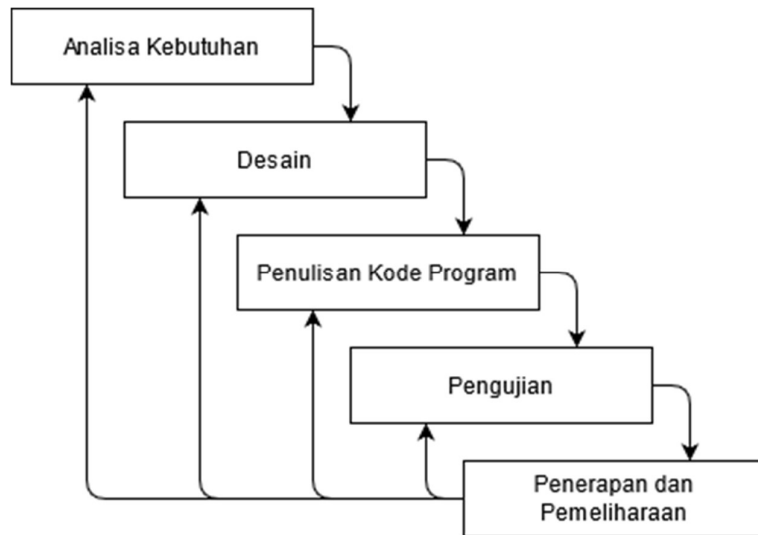 Analisa Kebutuhan
Desain
Penulisan Kode Program
Pengujian
Penerapan dan
Pemeliharaan